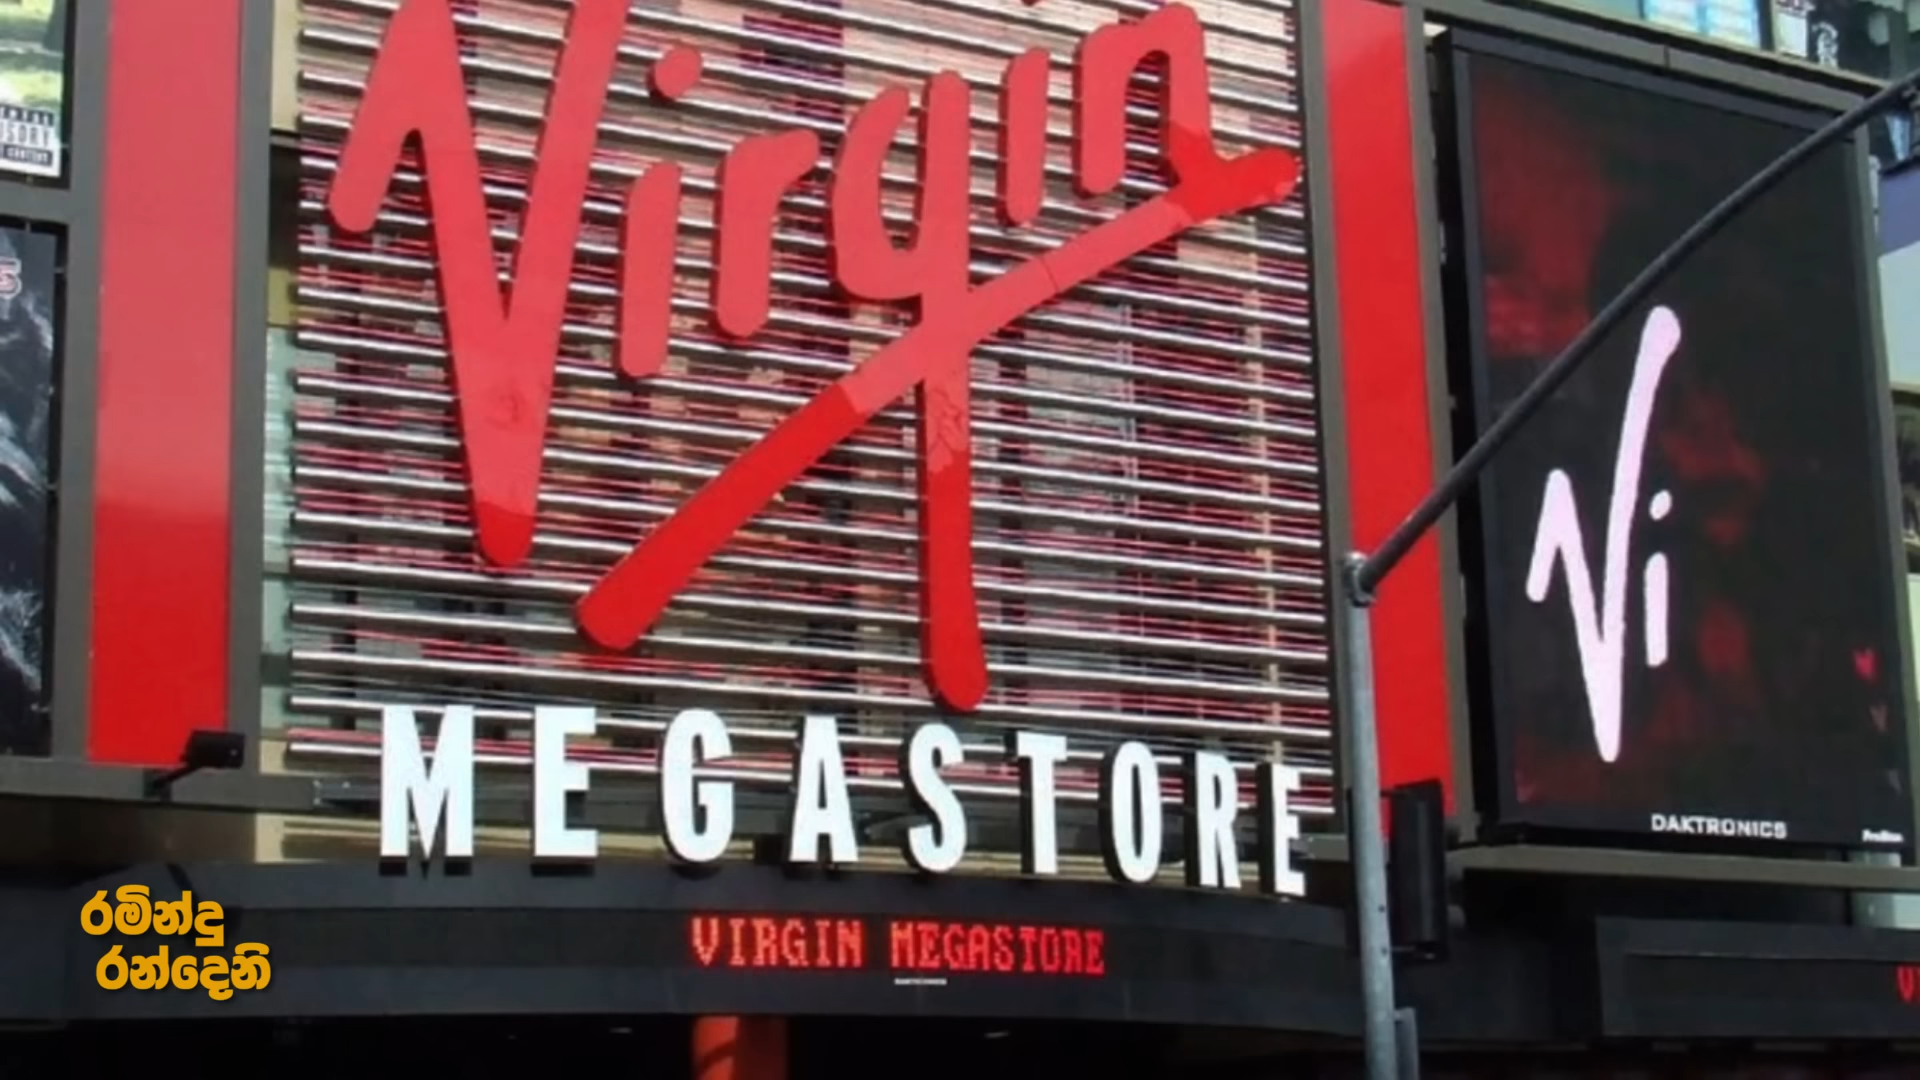 Virgin
MEGASTORE
VIRGIN MEGASTORE
Vi
DAKTRONICS
රමින්දු
රන්දෙනි